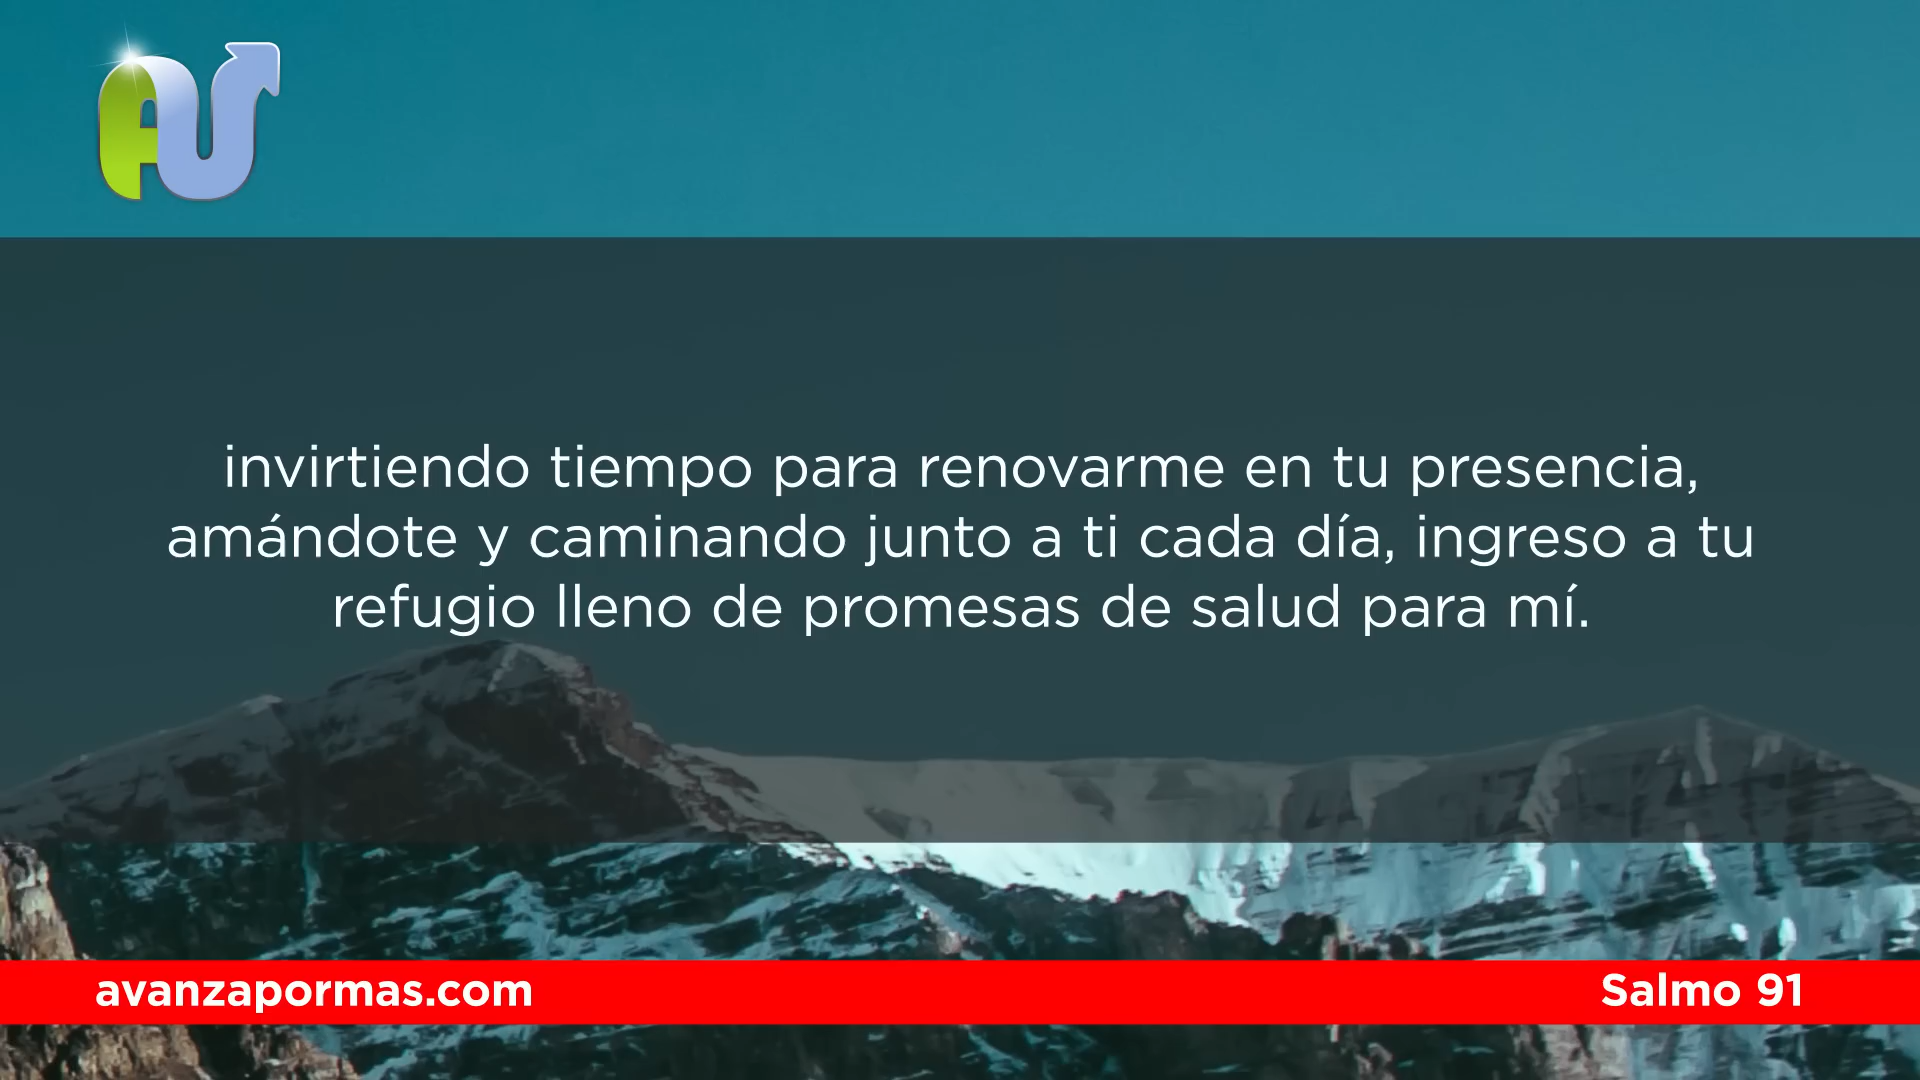 invirtiendo tiempo para renovarme en tu presencia,
amándote y caminando junto a ti cada día, ingreso a tu
refugio lleno de promesas de salud para mí.
avanzapormas.com
Salmo 91